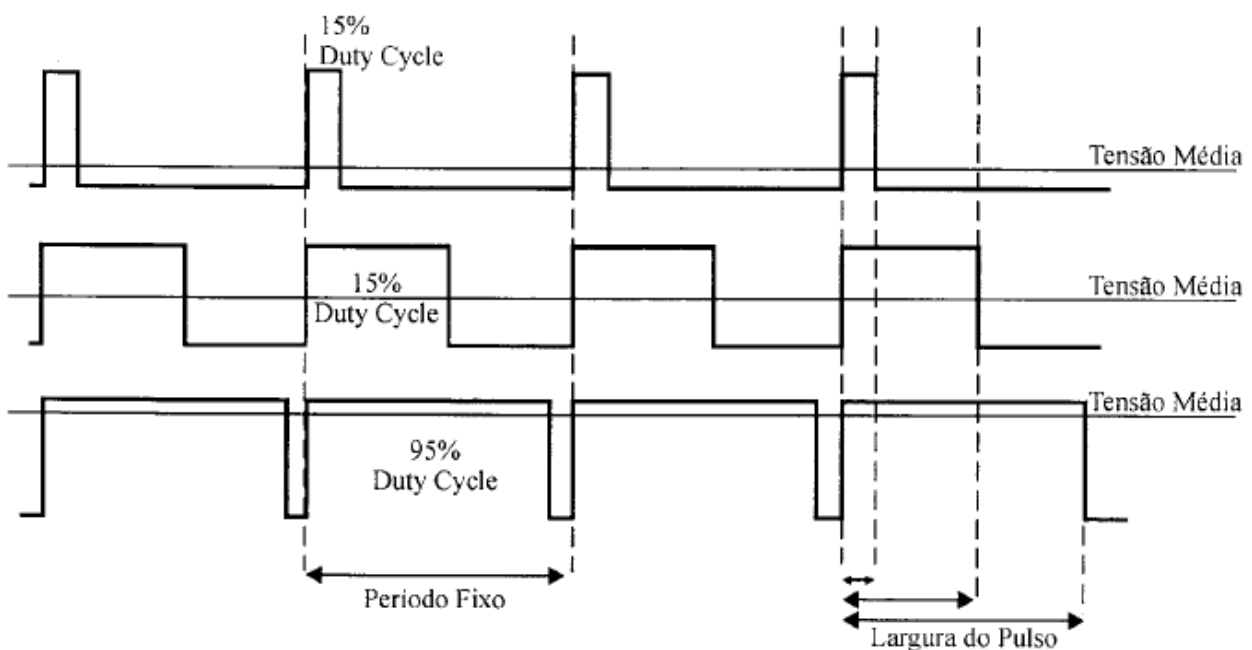 15%
Duty Cycle
Tensão Média
15%
Duty Cycle
Tensão Média
Tensão Média
95%
Duty Cycle
Período Fixo
Largura do Pulso